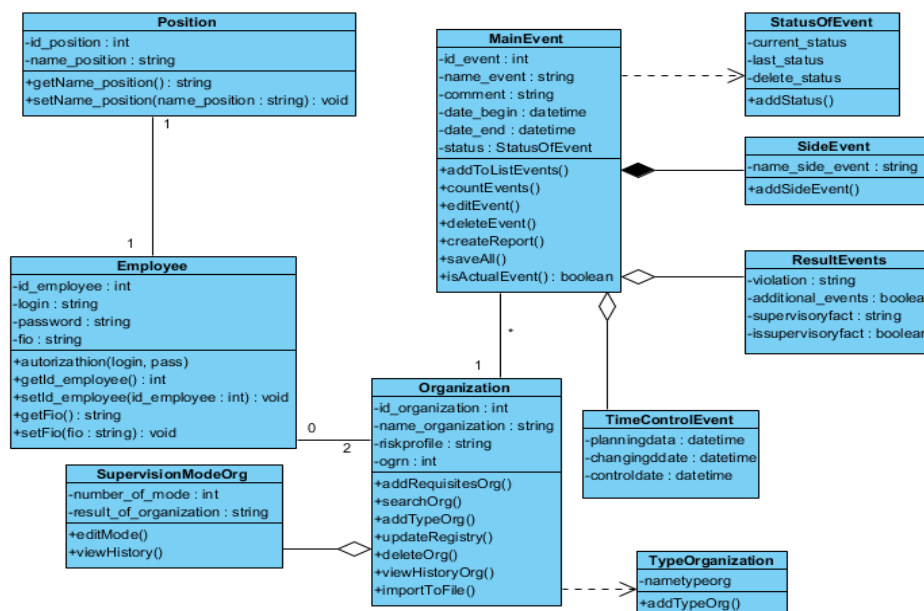 Position
-id_position : int
-name_position : string
+getName_position() : string
+setName_position(name_position : string) : void
1
1
Employee
-id_employee : int
-login : string
-password : string
-fio : string
+autorizathion(login, pass)
+getId_employee() : int
+setId_employee(id_employee : int) : void
+getFio() : string
+setFio(fio : string) : void
0
2
SupervisionModeOrg
-number_of_mode : int
-result_of_organization : string
+editMode()
+viewHistory()
MainEvent
-id_event : int
-name_event : string
-comment : string
-date_begin : datetime
-date_end : datetime
-status : StatusOfEvent
+addToListEvents()
+countEvents()
+editEvent()
+deleteEvent()
+createReport()
+saveAll()
+isActualEvent() : boolean
*
1
Organization
-id_organization : int
-name_organization : string
-riskprofile : string
-ogrn : int
+addRequisitesOrg()
+searchOrg()
+addTypeOrg()
+updateRegistry()
+deleteOrg()
+viewHistoryOrg()
+importToFile()
StatusOfEvent
-current_status
-last_status
-delete_status
+addStatus()
SideEvent
-name_side_event : string
+addSideEvent()
ResultEvents
-violation : string
-additional_events : boolea
-supervisoryfact : string
-issupervisoryfact : boolean
TimeControlEvent
-planningdata : datetime
-changingddate : datetime
-controldate : datetime
TypeOrganization
-nametypeorg
+addTypeOrg()